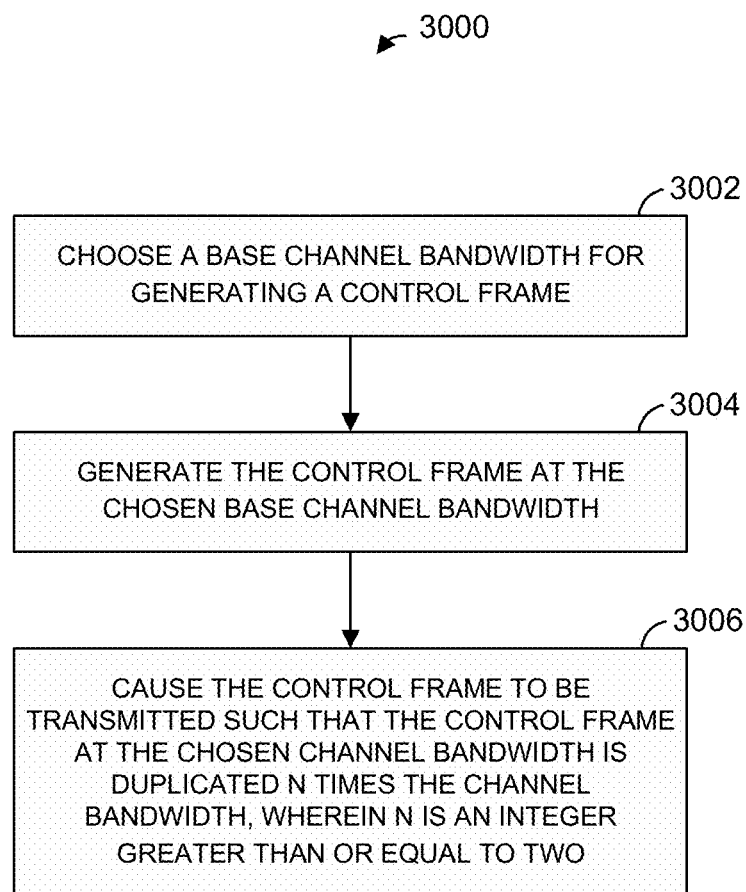 3000
3002
CHOOSE A BASE CHANNEL BANDWIDTH FOR
GENERATING A CONTROL FRAME
3004
GENERATE THE CONTROL FRAME AT THE
CHOSEN BASE CHANNEL BANDWIDTH
3006
CAUSE THE CONTROL FRAME TO BE
TRANSMITTED SUCH THAT THE CONTROL FRAME
AT THE CHOSEN CHANNEL BANDWIDTH IS
DUPLICATED N TIMES THE CHANNEL
BANDWIDTH, WHEREIN N IS AN INTEGER
GREATER THAN OR EQUAL TO TWO